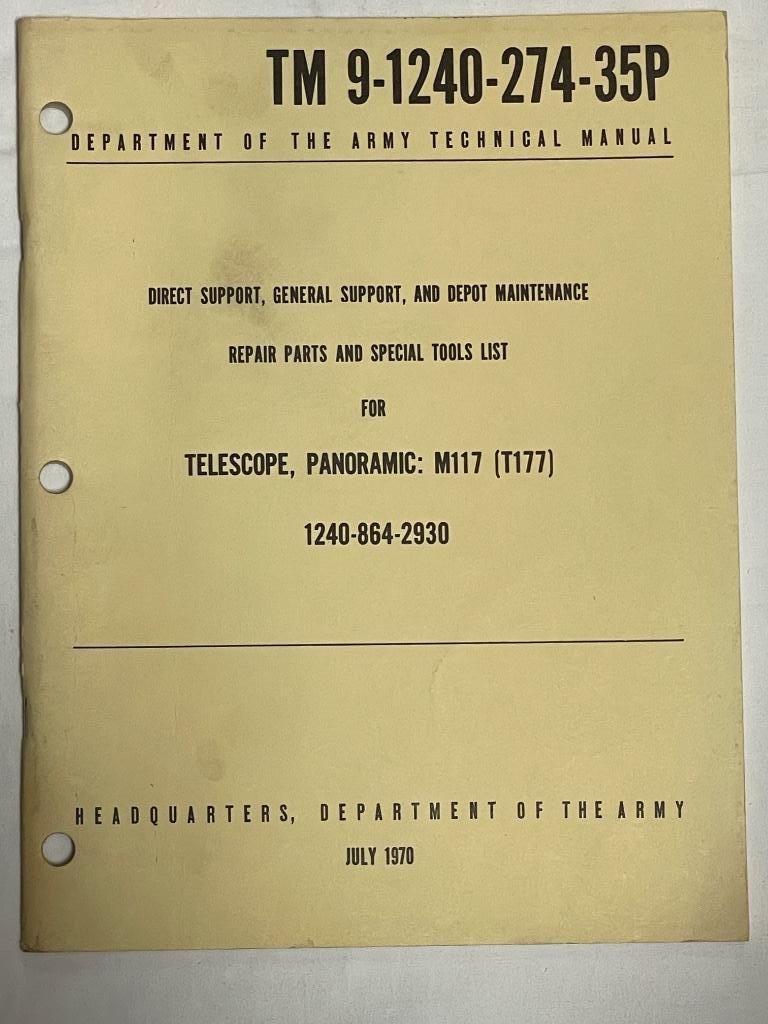 TM 9-1240-274-35P
DEPARTMENT OF THE ARMY TECHNICAL MANUAL
DIRECT SUPPORT, GENERAL SUPPORT, AND DEPOT MAINTENANCE
REPAIR PARTS AND SPECIAL TOOLS LIST
FOR
TELESCOPE, PANORAMIC: M117 (T177)
1240-864-2930
HEADQUARTERS, DEPARTMENT OF THE ARMY
JULY 1970